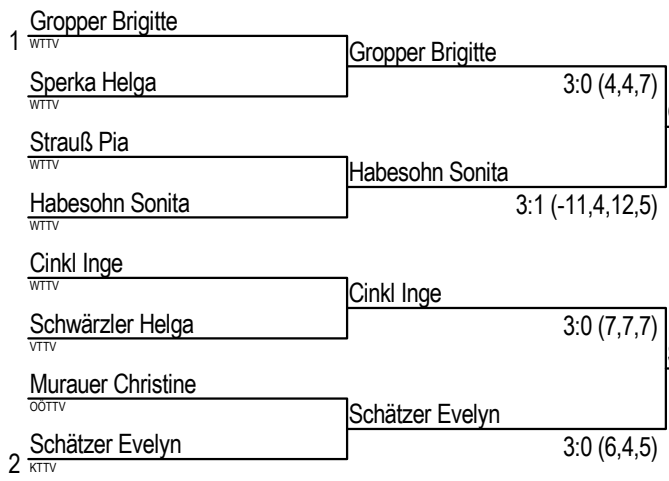 Gropper Brigitte
1 WTTV
Gropper Brigitte
Sperka Helga
3:0 (4,4,7)
WTTV
Strauß Pia
WTTV
Habesohn Sonita
Habesohn Sonita
3:1 (-11,4,12,5)
WTTV
Cinkl Inge
WTTV
Cinkl Inge
Schwärzler Helga
3:0 (7,7,7)
VTTV
Murauer Christine
OÖTTV
Schätzer Evelyn
Schätzer Evelyn
3:0 (6,4,5)
2 KTTV